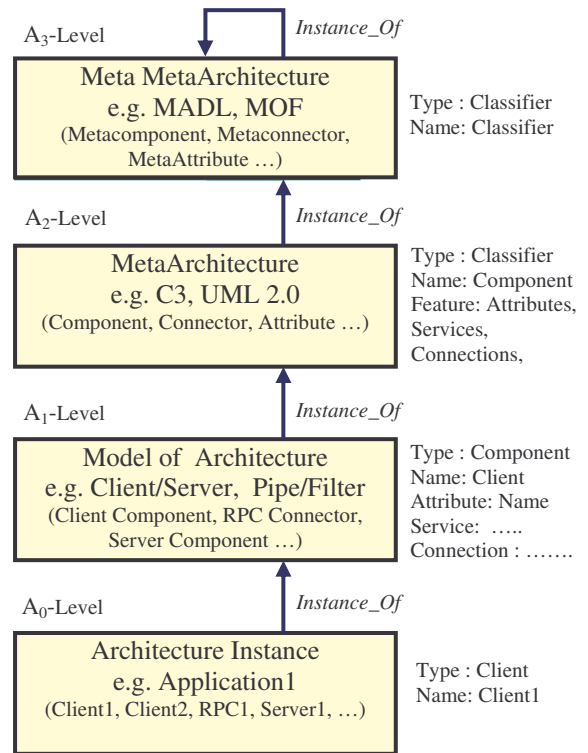 A3-Level
Instance_Of
Meta MetaArchitecture
e.g. MADL, MOF
(Metacomponent, Metaconnector,
MetaAttribute …)
Type : Classifier
Name: Classifier
A2-Level
Instance_Of
MetaArchitecture
e.g. C3, UML 2.0
(Component, Connector, Attribute …)
Type : Classifier
Name: Component
Feature: Attributes,
Services,
Connections,
A1-Level
Instance_Of
Model of Architecture
e.g. Client/Server, Pipe/Filter
(Client Component, RPC Connector,
Server Component …)
Type : Component
Name: Client
Attribute: Name
Service: …..
Connection : …….
A0-Level
Instance_Of
Architecture Instance
e.g. Application1
(Client1, Client2, RPC1, Server1, …)
Type : Client
Name: Client1